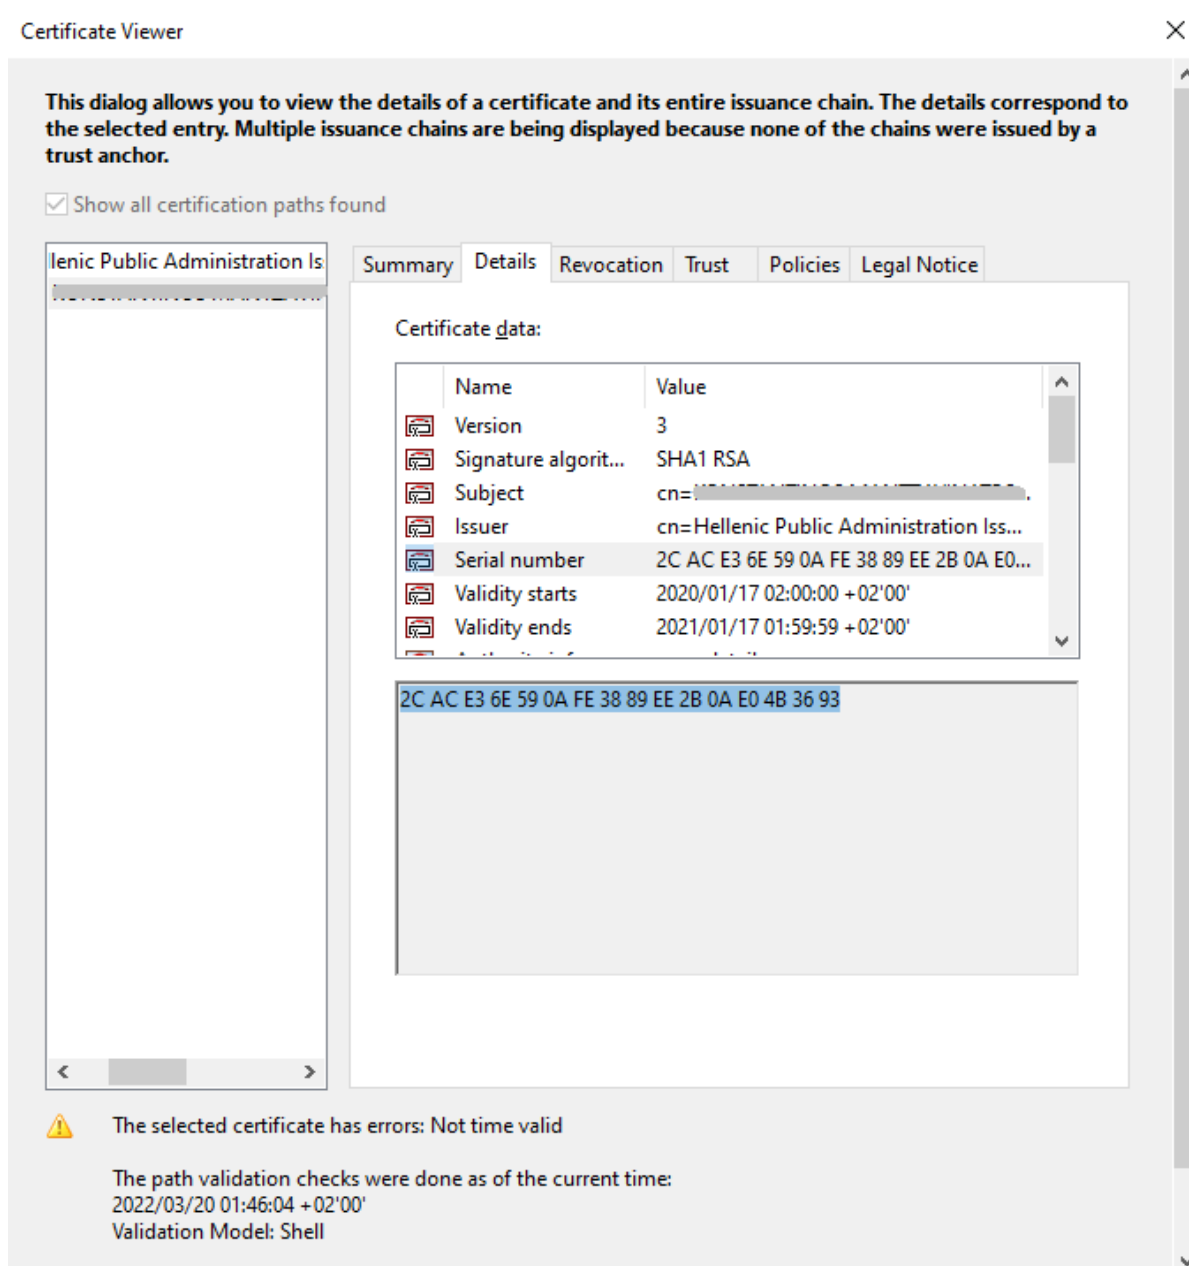 Certificate Viewer
This dialog allows you to view the details of a certificate and its entire issuance chain. The details correspond to
the selected entry. Multiple issuance chains are being displayed because none of the chains were issued by a
trust anchor.
Show all certification paths found
llenic Public Administration Is
Summary Details Revocation Trust Policies Legal Notice
Certificate data:
Name Value
Version 3
Signature algorit... SHA1 RSA
Subject cn=
Issuer cn=Hellenic Public Administration Iss...
Serial number 2C AC E3 6E 59 0A FE 38 89 EE 2B 0A E0...
Validity starts 2020/01/17 02:00:00 +02'00'
Validity ends 2021/01/17 01:59:59 +02'00'
2C AC E3 6E 59 0A FE 38 89 EE 2B 0A E0 4B 36 93
The selected certificate has errors: Not time valid
The path validation checks were done as of the current time:
2022/03/20 01:46:04 +02'00'
Validation Model: Shell